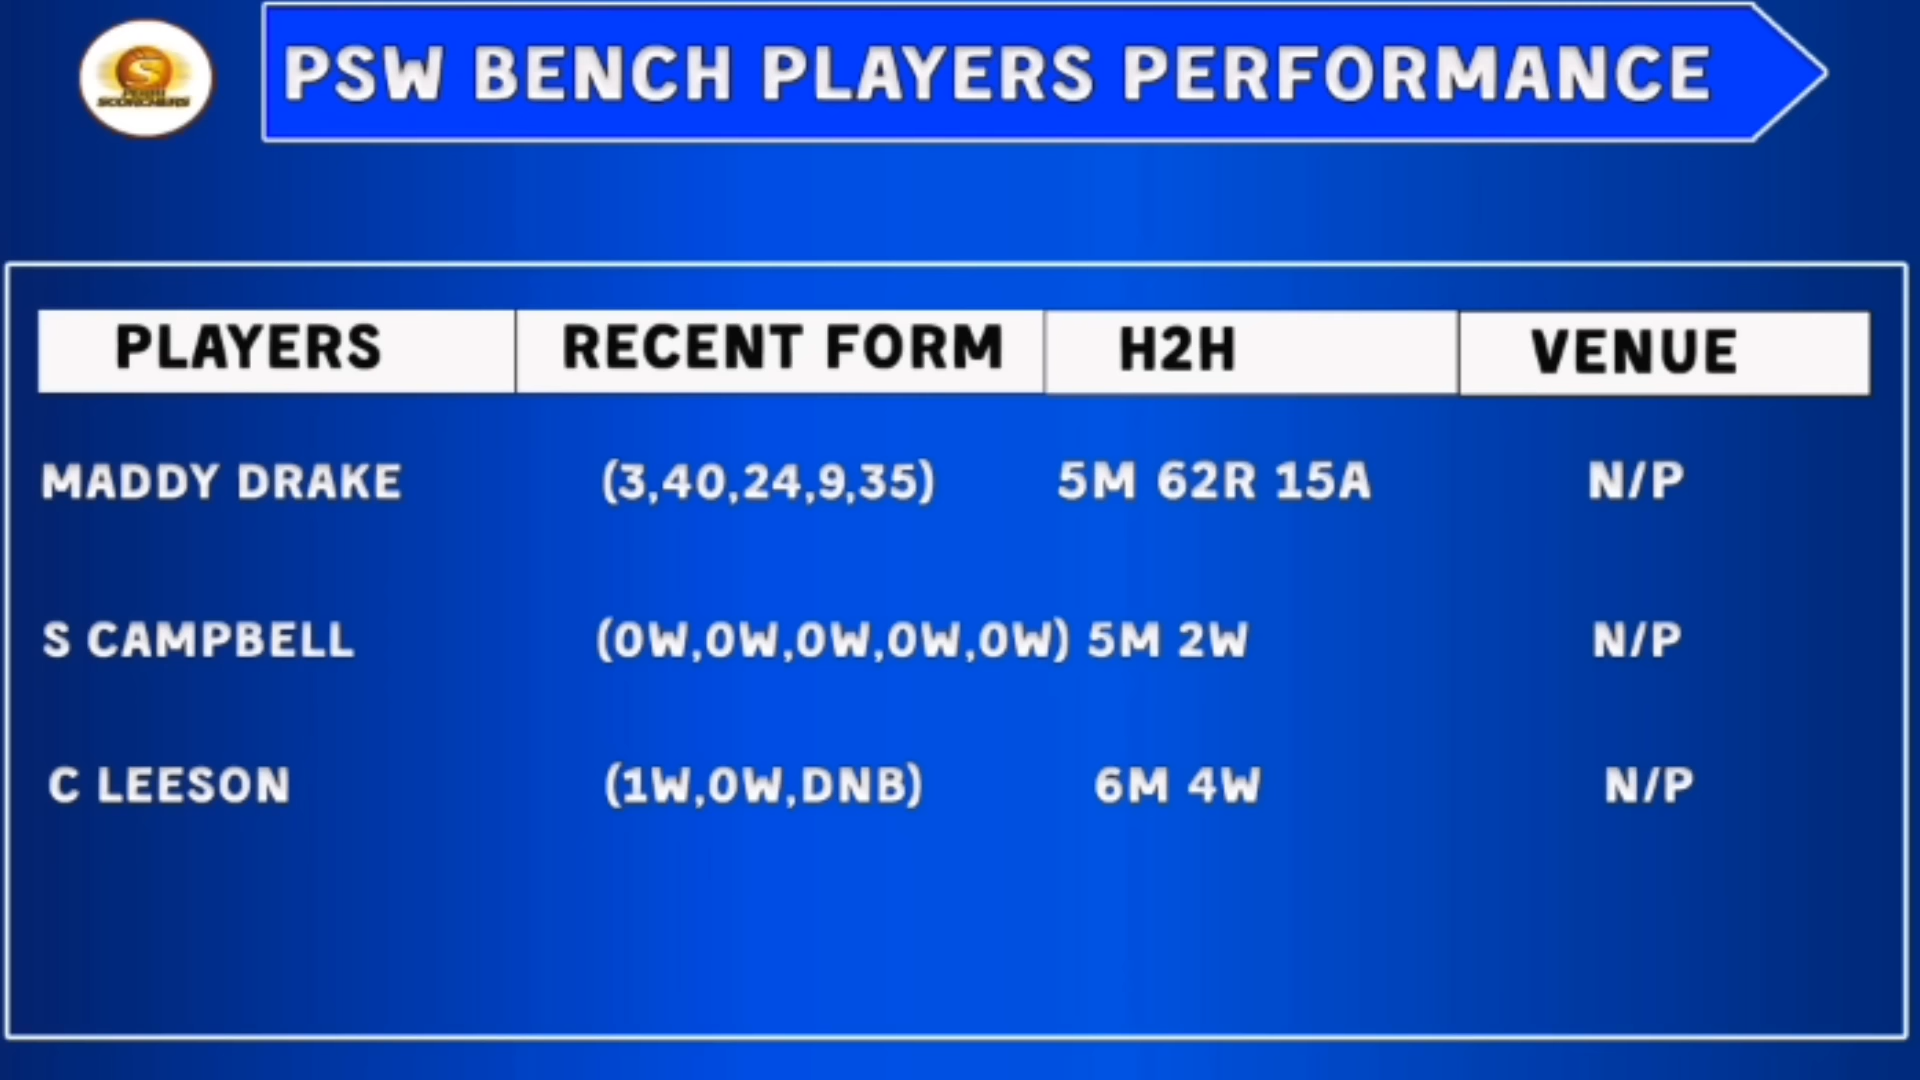 PSW BENCH PLAYERS PERFORMANCE
SCORCHERS
PLAYERS RECENT FORM H2H VENUE
MADDY DRAKE (3,40,24,9,35) 5M 62R 15A N/P
S CAMPBELL (0W,0W,0W,0W,0W) 5M 2W N/P
C LEESON (1W,0W,DNB) 6M 4W N/P